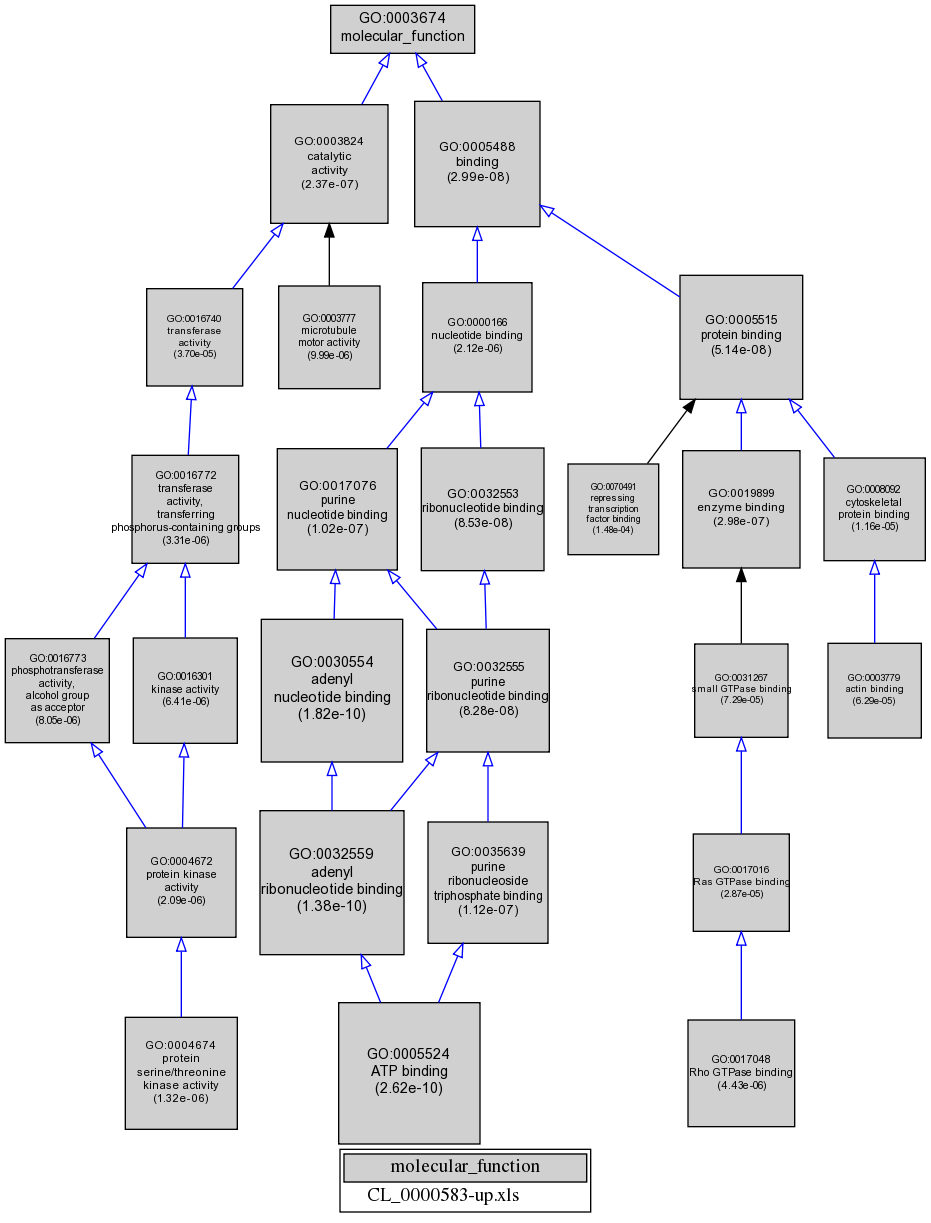 GO:0003674
molecular_function
GO:0003824
catalytic
activity
(2.37e-07)
GO:0005488
binding
(2.99e-08)
GO:0016740
transferase
activity
(3.70e-05)
GO:0003777
microtubule
motor activity
(9.99e-06)
GO:0000166
nucleotide binding
(2.12e-06)
GO:0005515
protein binding
(5.14e-08)
GO:0016772
transferase
activity,
transferring
phosphorus-containing groups
(3.31e-06)
GO:0017076
purine
nucleotide binding
(1.02e-07)
GO:0032553
ribonucleotide binding
(8.53e-08)
GO:0070491
repressing
transcription
factor binding
(1.48e-04)
GO:0019899
enzyme binding
(2.98e-07)
GO:0008092
cytoskeletal
protein binding
(1.16e-05)
GO:0016773
phosphotransferase
activity,
alcohol group
as acceptor
(8.05e-06)
GO:0016301
kinase activity
(6.41e-06)
GO:0030554
adenyl
nucleotide binding
(1.82e-10)
GO:0032555
purine
ribonucleotide binding
(8.28e-08)
GO:0031267
small GTPase binding
(7.29e-05)
GO:0003779
actin binding
(6.29e-05)
GO:0004672
protein kinase
activity
(2.09e-06)
GO:0032559
adenyl
ribonucleotide binding
(1.38e-10)
GO:0035639
purine
ribonucleoside
triphosphate binding
(1.12e-07)
GO:0017016
Ras GTPase binding
(2.87e-05)
GO:0004674
protein
serine/threonine
kinase activity
(1.32e-06)
GO:0005524
ATP binding
(2.62e-10)
GO:0017048
Rho GTPase binding
(4.43e-06)
molecular_function
CL_0000583-up.xls